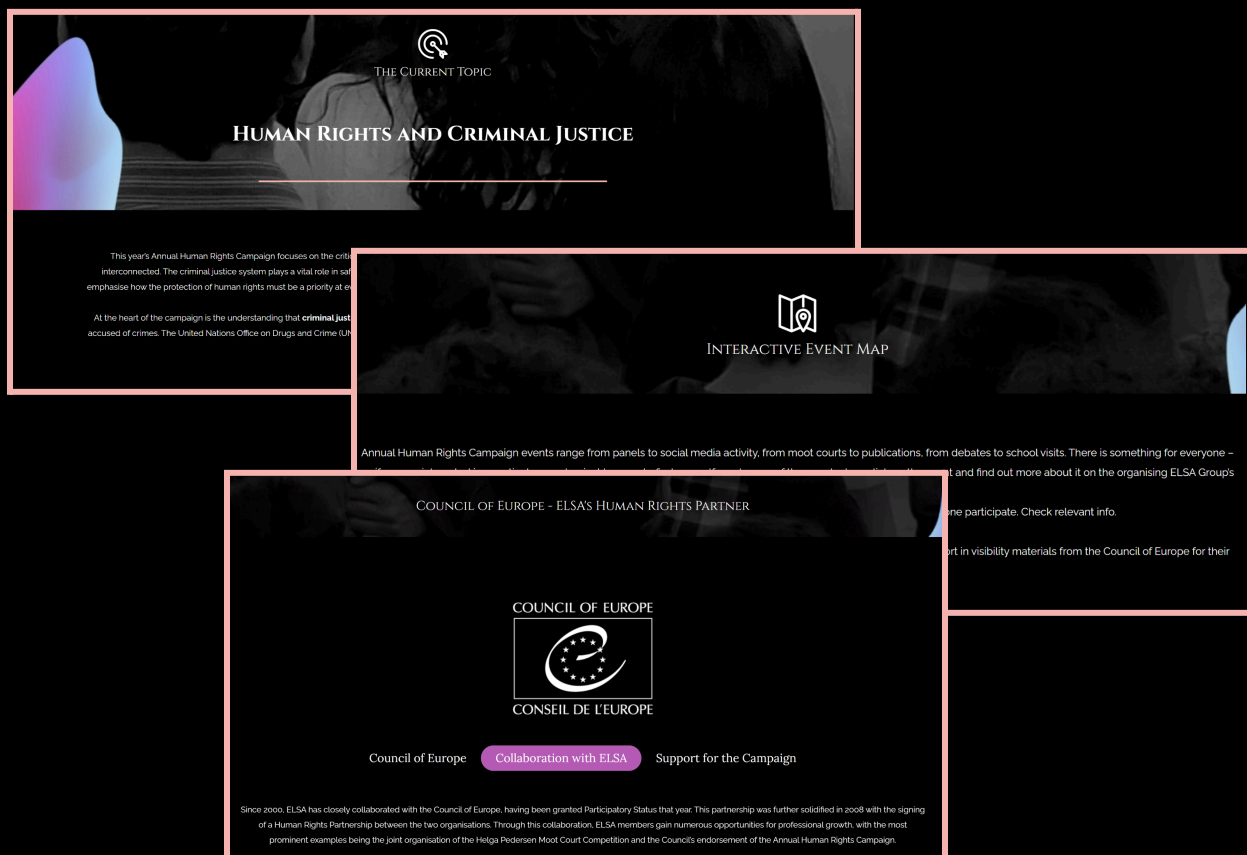 The Current Topic
Human Rights and Criminal Justice
This year's Annual Human Rights Campaign focuses on the
interconnected. The criminal justice system plays a vital role in
emphasise how the protection of human rights must be a priority at
At the heart of the campaign is the understanding that criminal
accused of crimes. The United Nations Office on Drugs and Crime
Interactive Event Map
Annual Human Rights Campaign events range from panels to social media activity, from moot courts to publications, from debates to school visits. There is something for everyone –
and find out more about it on the organising ELSA Group's
participate. Check relevant info.
in visibility materials from the Council of Europe for their
Council of Europe - ELSA's Human Rights Partner
COUNCIL OF EUROPE
CONSEIL DE L'EUROPE
Council of Europe Collaboration with ELSA Support for the Campaign
Since 2000, ELSA has closely collaborated with the Council of Europe, having been granted Participatory Status that year. This partnership was further solidified in 2008 with the signing
of a Human Rights Partnership between the two organisations. Through this collaboration, ELSA members gain numerous opportunities for professional growth, with the most
prominent examples being the joint organisation of the Helga Pedersen Moot Court Competition and the Council's endorsement of the Annual Human Rights Campaign.